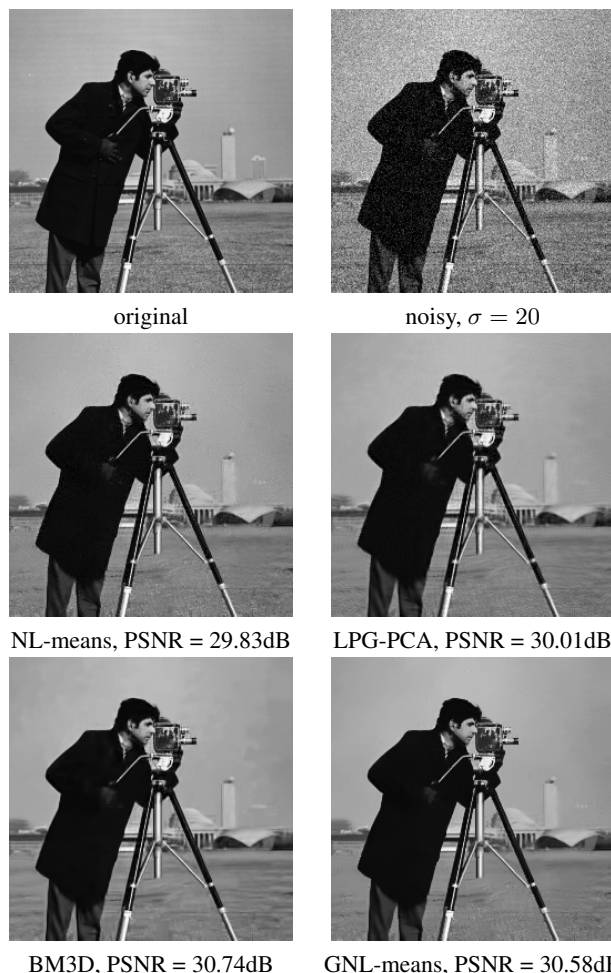 original
noisy, σ = 20
NL-means, PSNR = 29.83dB
LPG-PCA, PSNR = 30.01dB
BM3D, PSNR = 30.74dB
GNL-means, PSNR = 30.58dB